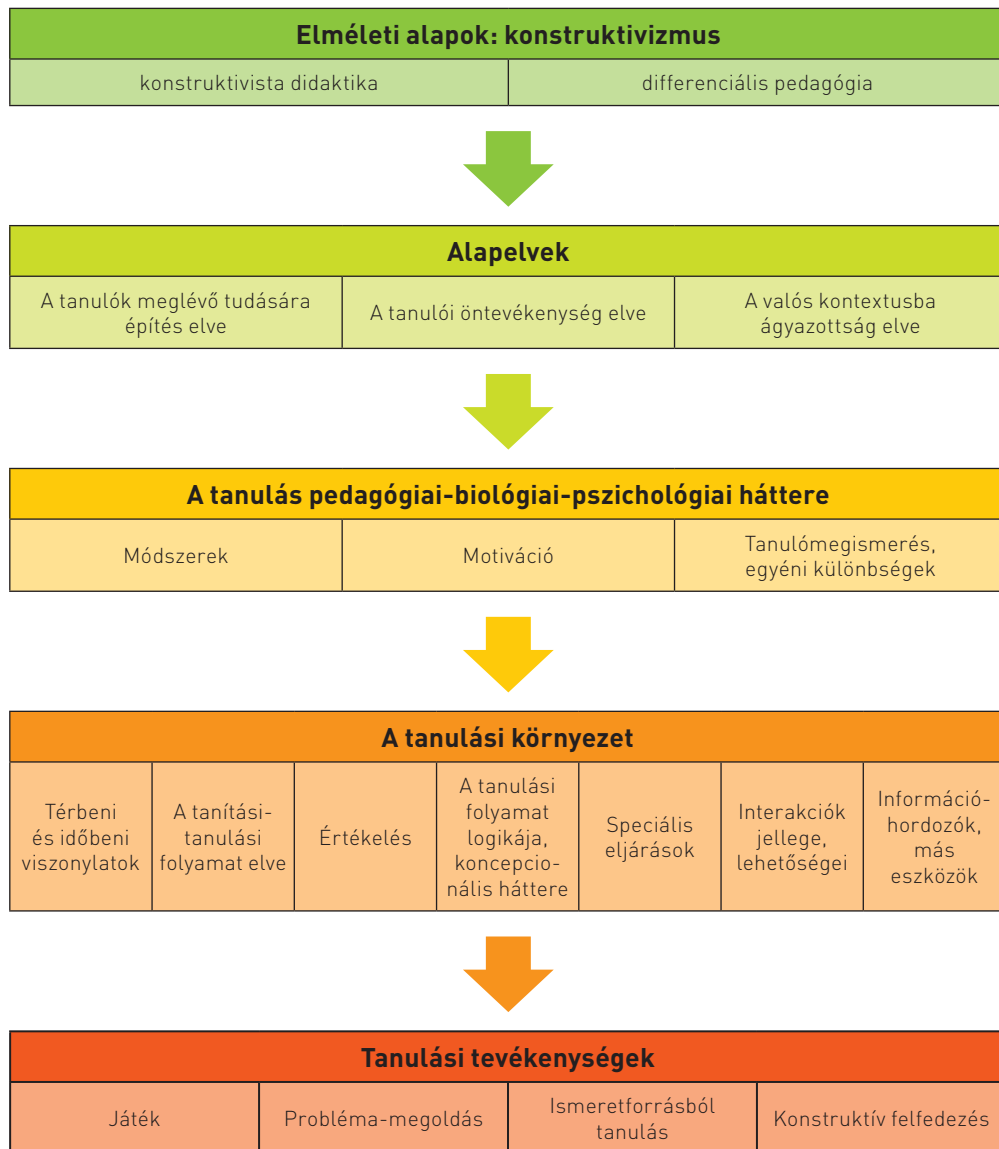 Elméleti alapok: konstruktivizmus
konstruktivista didaktika
differenciális pedagógia
Alapelvek
A tanulók meglévő tudására
építés elve
A tanulói öntevékenység elve
A valós kontextusba
ágyazottság elve
A tanulás pedagógiai-biológiai-pszichológiai háttere
Módszerek
Motiváció
Tanulómegismerés,
egyéni különbségek
A tanulási környezet
Térbeni
és időbeni
viszonylatok
A tanítási-
tanulási
folyamat elve
Értékelés
A tanulási
folyamat
logikája,
koncepcio-
nális háttere
Speciális
eljárások
Interakciók
jellege,
lehetőségei
Információ-
hordozók,
más
eszközök
Tanulási tevékenységek
Játék
Probléma-megoldás
Ismeretforrásból
tanulás
Konstruktív felfedezés